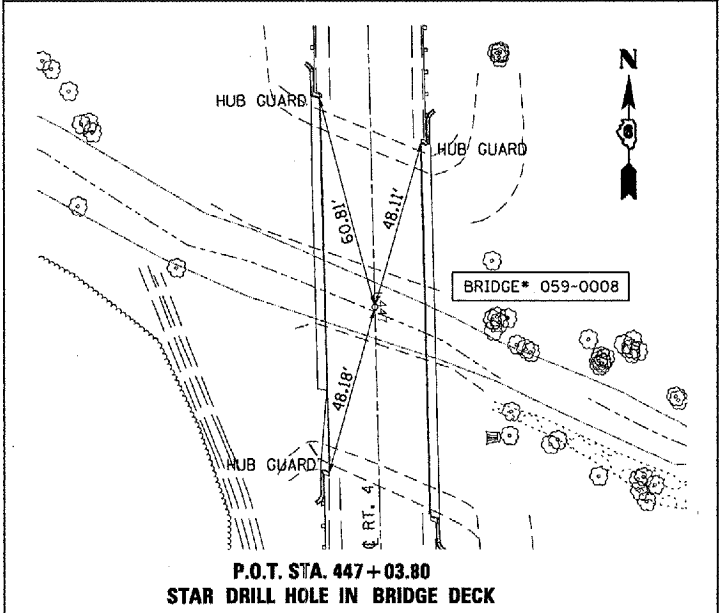 N
HUB GUARD
HUB GUARD
60.81'
48.11'
BRIDGE# 059-0008
48.18'
HUB GUARD
℄ RT. 4
P.O.T. STA. 447+03.80
STAR DRILL HOLE IN BRIDGE DECK